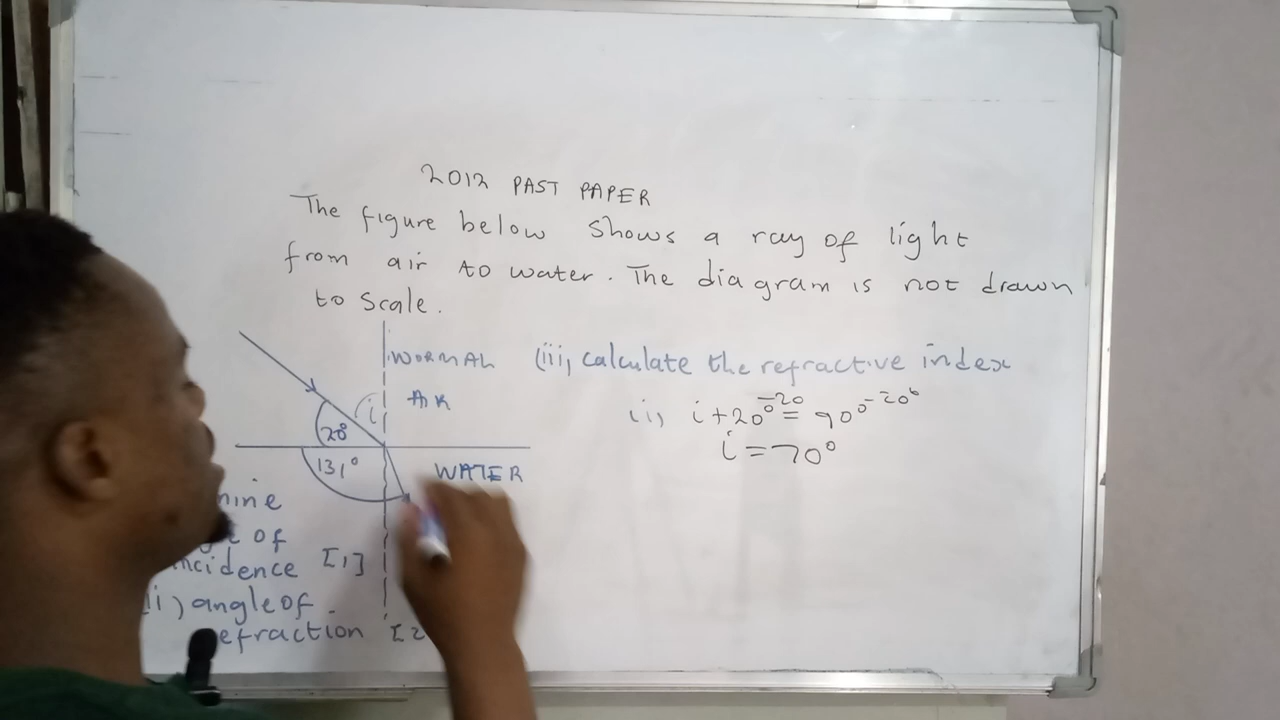 2012 PAST PAPER
The figure below shows a ray of light
from air to water. The diagram is not drawn
to scale.
NORMAL
AIR
i
20°
131°
WATER
of
incidence [1]
angle of
refraction [2
(iii) calculate the refractive index
ii) i+20°⁻²⁰=90°⁻²⁰°
i=70°